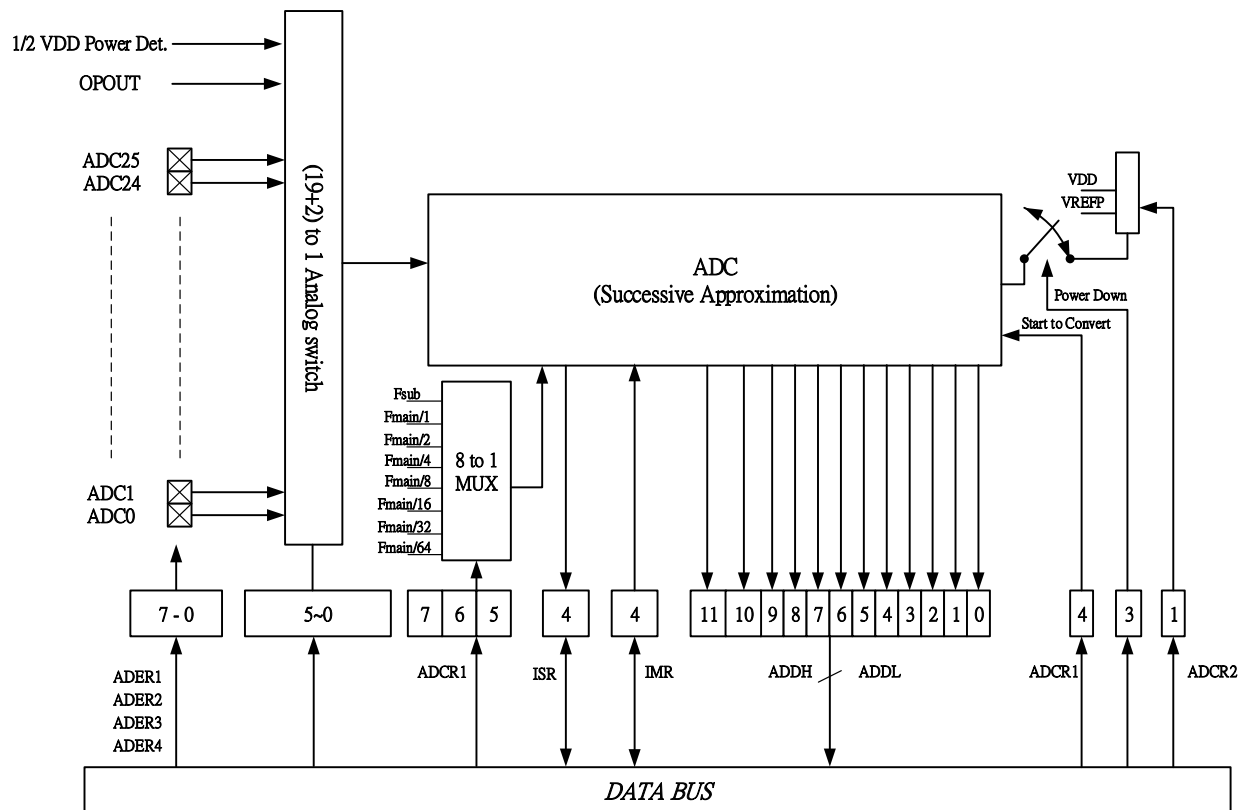 1/2 VDD Power Det.
OPOUT
ADC25
ADC24
ADC1
ADC0
(19+2) to 1 Analog switch
ADC
(Successive Approximation)
VDD
VREFP
Power Down
Start to Convert
Fsub
Fmain/1
Fmain/2
Fmain/4
Fmain/8
Fmain/16
Fmain/32
Fmain/64
8 to 1
MUX
7 - 0
5~0
7 6 5
4
4
11 10 9 8 7 6 5 4 3 2 1 0
4
3
1
ADER1
ADER2
ADER3
ADER4
ADCR1
ISR
IMR
ADDH
ADDL
ADCR1
ADCR2
DATA BUS